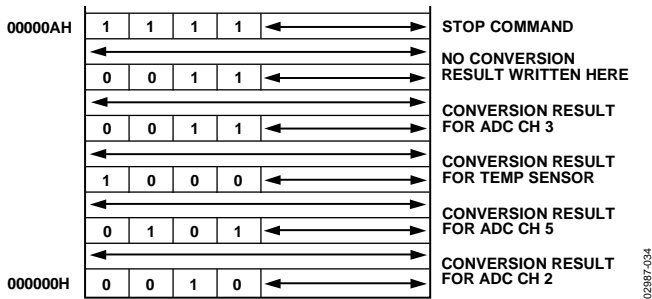 00000AH 1 1 1 1 STOP COMMAND
NO CONVERSION
0 0 1 1 RESULT WRITTEN HERE
CONVERSION RESULT
0 0 1 1 FOR ADC CH 3
CONVERSION RESULT
1 0 0 0 FOR TEMP SENSOR
CONVERSION RESULT
0 1 0 1 FOR ADC CH 5
CONVERSION RESULT
000000H 0 0 1 0 FOR ADC CH 2
02987-034